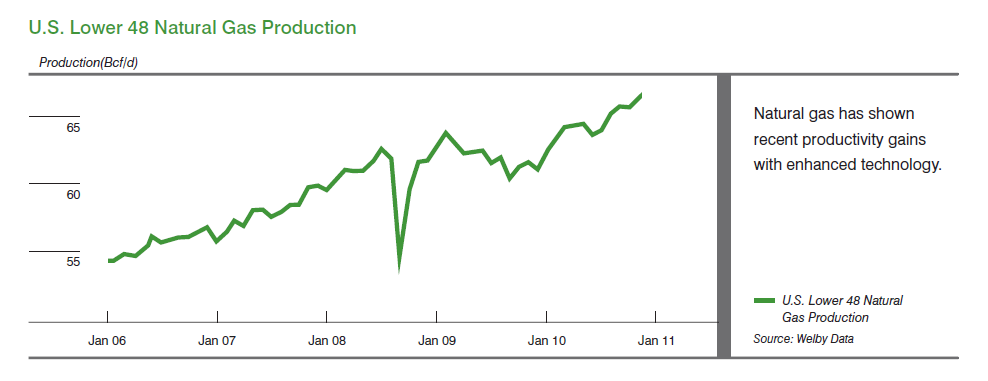 U.S. Lower 48 Natural Gas Production
Production(Bcf/d)
65
60
55
Jan 06
Jan 07
Jan 08
Jan 09
Jan 10
Jan 11
Natural gas has shown
recent productivity gains
with enhanced technology.
U.S. Lower 48 Natural
Gas Production
Source: Welby Data